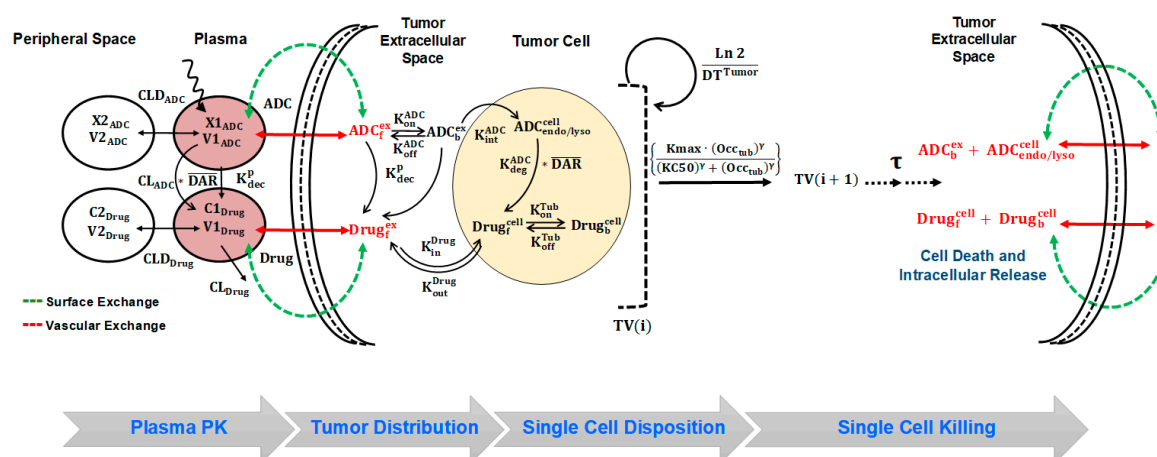 Peripheral Space
Plasma
Tumor
Extracellular
Space
Tumor Cell
Tumor
Extracellular
Space
Ln 2
DT^Tumor
CLD_ADC
ADC
X2_ADC
V2_ADC
X1_ADC
V1_ADC
ADC_f^ex
K_on^ADC
K_off^ADC
ADC_b^ex
K_int^ADC
ADC_endo/lyso^cell
K_deg^ADC * DAR
CL_ADC * DAR
K_dec^p
K_dec^p
{ Kmax · (Occ_tub)^γ
(KC50)^γ + (Occ_tub)^γ }
TV(i + 1)
τ
ADC_b^ex + ADC_endo/lyso^cell
C2_Drug
V2_Drug
C1_Drug
V1_Drug
Drug_f^ex
Drug_f^cell
K_on^Tub
K_off^Tub
Drug_b^cell
Drug_f^cell + Drug_b^cell
K_in^Drug
K_out^Drug
CLD_Drug
Drug
CL_Drug
Cell Death and
Intracellular Release
Surface Exchange
Vascular Exchange
TV(i)
Plasma PK
Tumor Distribution
Single Cell Disposition
Single Cell Killing